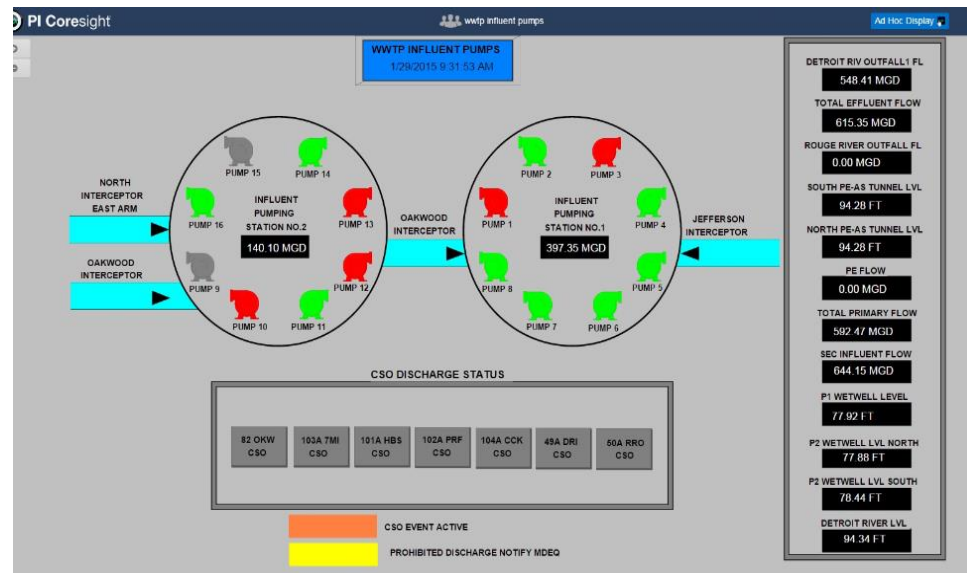 PI Coresight
wwtp influent pumps
Ad Hoc Display
WWTP INFLUENT PUMPS
1/29/2015 9:31:53 AM
NORTH
INTERCEPTOR
EAST ARM
OAKWOOD
INTERCEPTOR
PUMP 15
PUMP 14
PUMP 16
PUMP 13
INFLUENT
PUMPING
STATION NO.2
140.10 MGD
PUMP 9
PUMP 12
PUMP 10
PUMP 11
OAKWOOD
INTERCEPTOR
PUMP 2
PUMP 3
PUMP 1
PUMP 4
INFLUENT
PUMPING
STATION NO.1
397.35 MGD
PUMP 8
PUMP 5
PUMP 7
PUMP 6
JEFFERSON
INTERCEPTOR
DETROIT RIV OUTFALL1 FL
548.41 MGD
TOTAL EFFLUENT FLOW
615.35 MGD
ROUGE RIVER OUTFALL FL
0.00 MGD
SOUTH PE-AS TUNNEL LVL
94.28 FT
NORTH PE-AS TUNNEL LVL
94.28 FT
PE FLOW
0.00 MGD
TOTAL PRIMARY FLOW
592.47 MGD
SEC INFLUENT FLOW
644.15 MGD
P1 WETWELL LEVEL
77.92 FT
P2 WETWELL LVL NORTH
77.88 FT
P2 WETWELL LVL SOUTH
78.44 FT
DETROIT RIVER LVL
94.34 FT
CSO DISCHARGE STATUS
82 OKW
CSO
103A 7MI
CSO
101A HBS
CSO
102A PRF
CSO
104A CCK
CSO
49A DRI
CSO
50A RRO
CSO
CSO EVENT ACTIVE
PROHIBITED DISCHARGE NOTIFY MDEQ